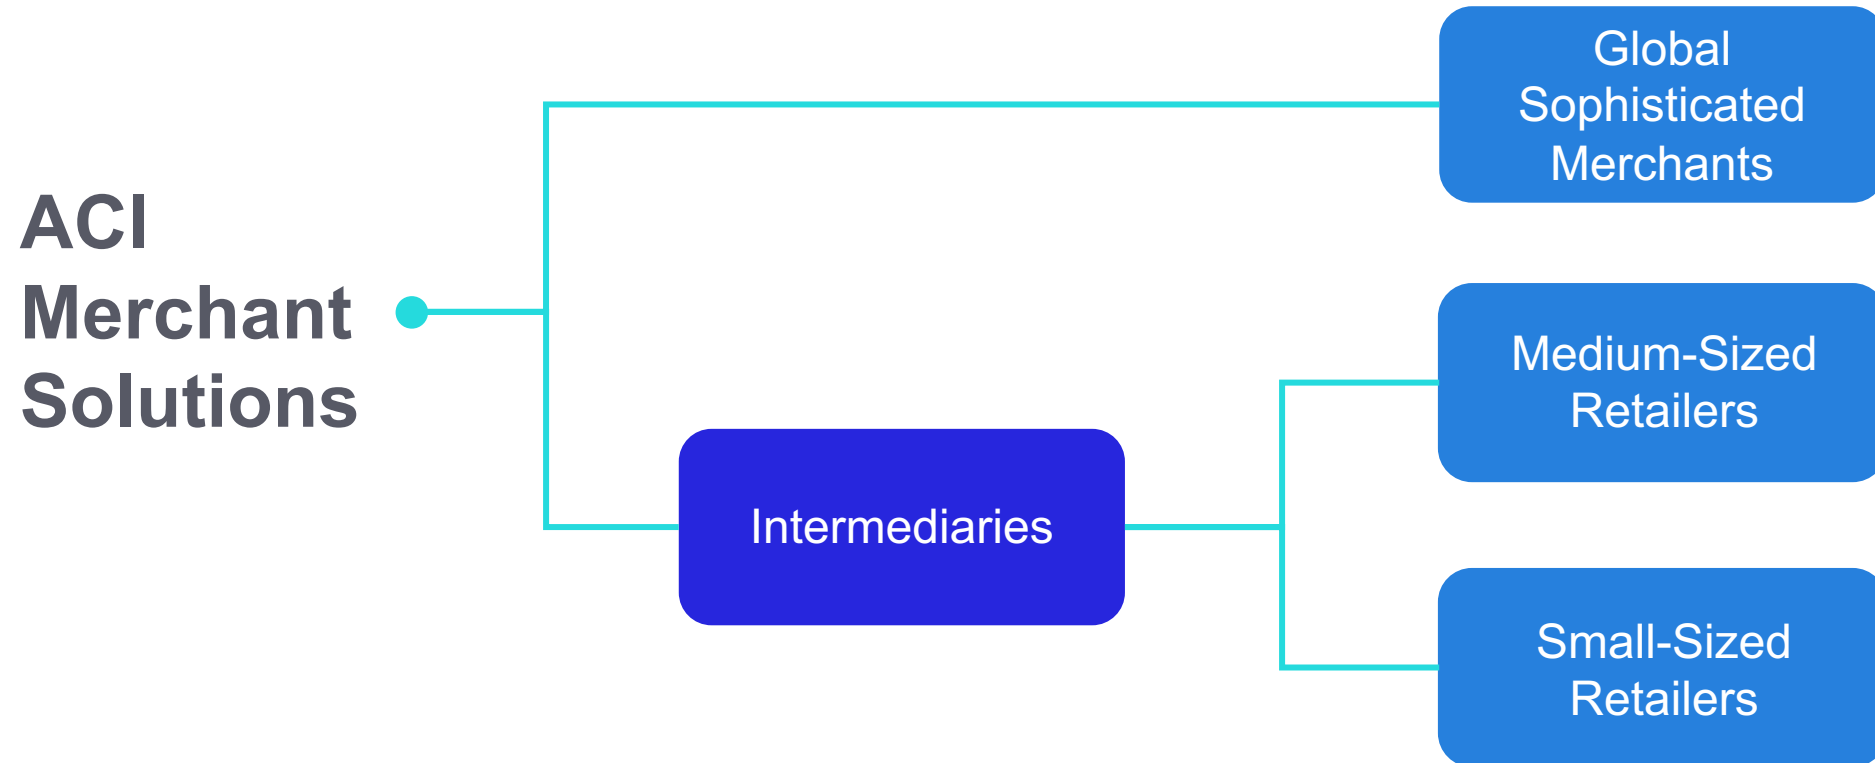 ACI
Merchant
Solutions
Global
Sophisticated
Merchants
Intermediaries
Medium-Sized
Retailers
Small-Sized
Retailers